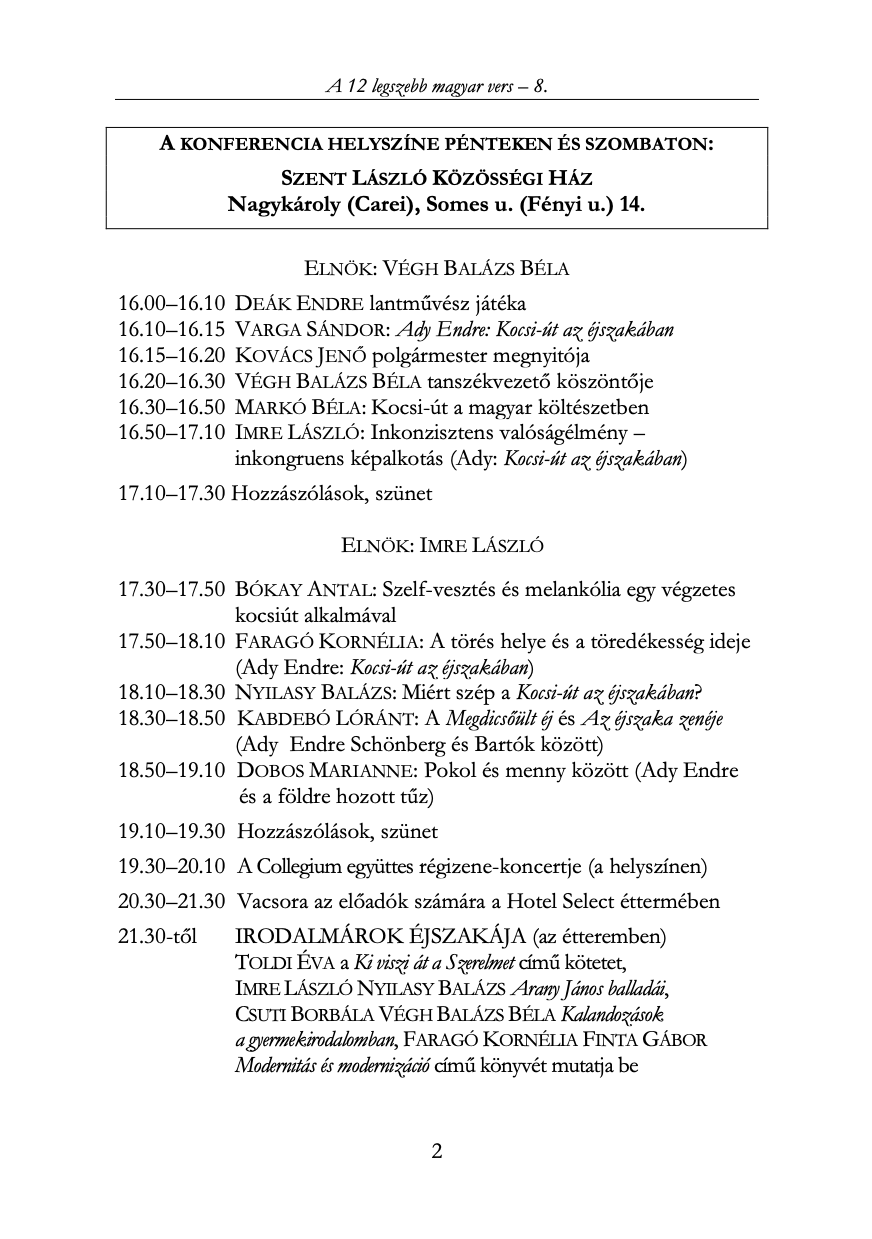 A 12 legszebb magyar vers – 8.
A KONFERENCIA HELYSZÍNE PÉNTEKEN ÉS SZOMBATON:
SZENT LÁSZLÓ KÖZÖSSÉGI HÁZ
Nagykároly (Carei), Somes u. (Fényi u.) 14.
ELNÖK: VÉGH BALÁZS BÉLA
16.00–16.10 DEÁK ENDRE lantművész játéka
16.10–16.15 VARGA SÁNDOR: Ady Endre: Kocsi-út az éjszakában
16.15–16.20 KOVÁCS JENŐ polgármester megnyitója
16.20–16.30 VÉGH BALÁZS BÉLA tanszékvezető köszöntője
16.30–16.50 MARKÓ BÉLA: Kocsi-út a magyar költészetben
16.50–17.10 IMRE LÁSZLÓ: Inkonzisztens valóságélmény –
inkongruens képalkotás (Ady: Kocsi-út az éjszakában)
17.10–17.30 Hozzászólások, szünet
ELNÖK: IMRE LÁSZLÓ
17.30–17.50 BÓKAY ANTAL: Szelf-vesztés és melankólia egy végzetes
kocsiút alkalmával
17.50–18.10 FARAGÓ KORNÉLIA: A törés helye és a töredékesség ideje
(Ady Endre: Kocsi-út az éjszakában)
18.10–18.30 NYILASY BALÁZS: Miért szép a Kocsi-út az éjszakában?
18.30–18.50 KABDEBÓ LÓRÁNT: A Megdicsőült éj és Az éjszaka zenéje
(Ady  Endre Schönberg és Bartók között)
18.50–19.10 DOBOS MARIANNE: Pokol és menny között (Ady Endre
és a földre hozott tűz)
19.10–19.30 Hozzászólások, szünet
19.30–20.10 A Collegium együttes régizene-koncertje (a helyszínen)
20.30–21.30 Vacsora az előadók számára a Hotel Select éttermében
21.30-tól IRODALMÁROK ÉJSZAKÁJA (az étteremben)
TOLDI ÉVA a Ki viszi át a Szerelmet című kötetet,
IMRE LÁSZLÓ NYILASY BALÁZS Arany János balladái,
CSUTI BORBÁLA VÉGH BALÁZS BÉLA Kalandozások
a gyermekirodalomban, FARAGÓ KORNÉLIA FINTA GÁBOR
Modernitás és modernizáció című könyvét mutatja be
2